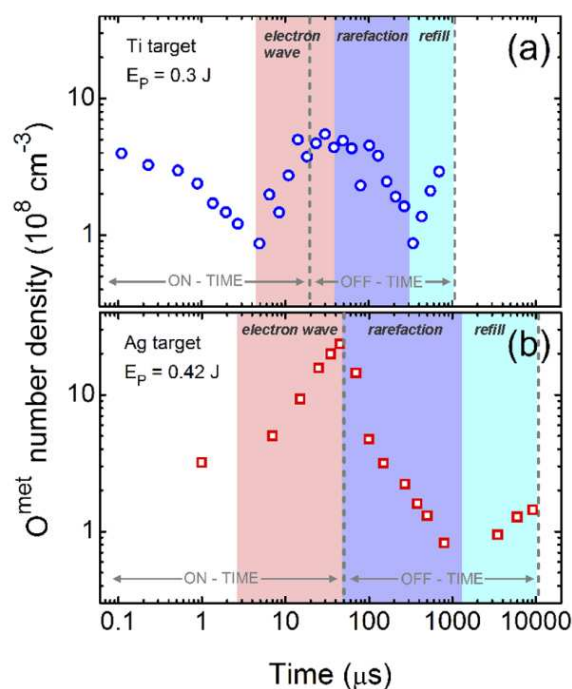 electron wave
rarefaction
refill
(a)
Ti target
E_P = 0.3 J
10
1
ON - TIME
OFF - TIME
O^met number density (10^8 cm^-3)
electron wave
rarefaction
refill
(b)
Ag target
E_P = 0.42 J
10
1
ON - TIME
OFF - TIME
0.1 1 10 100 1000 10000
Time (μs)